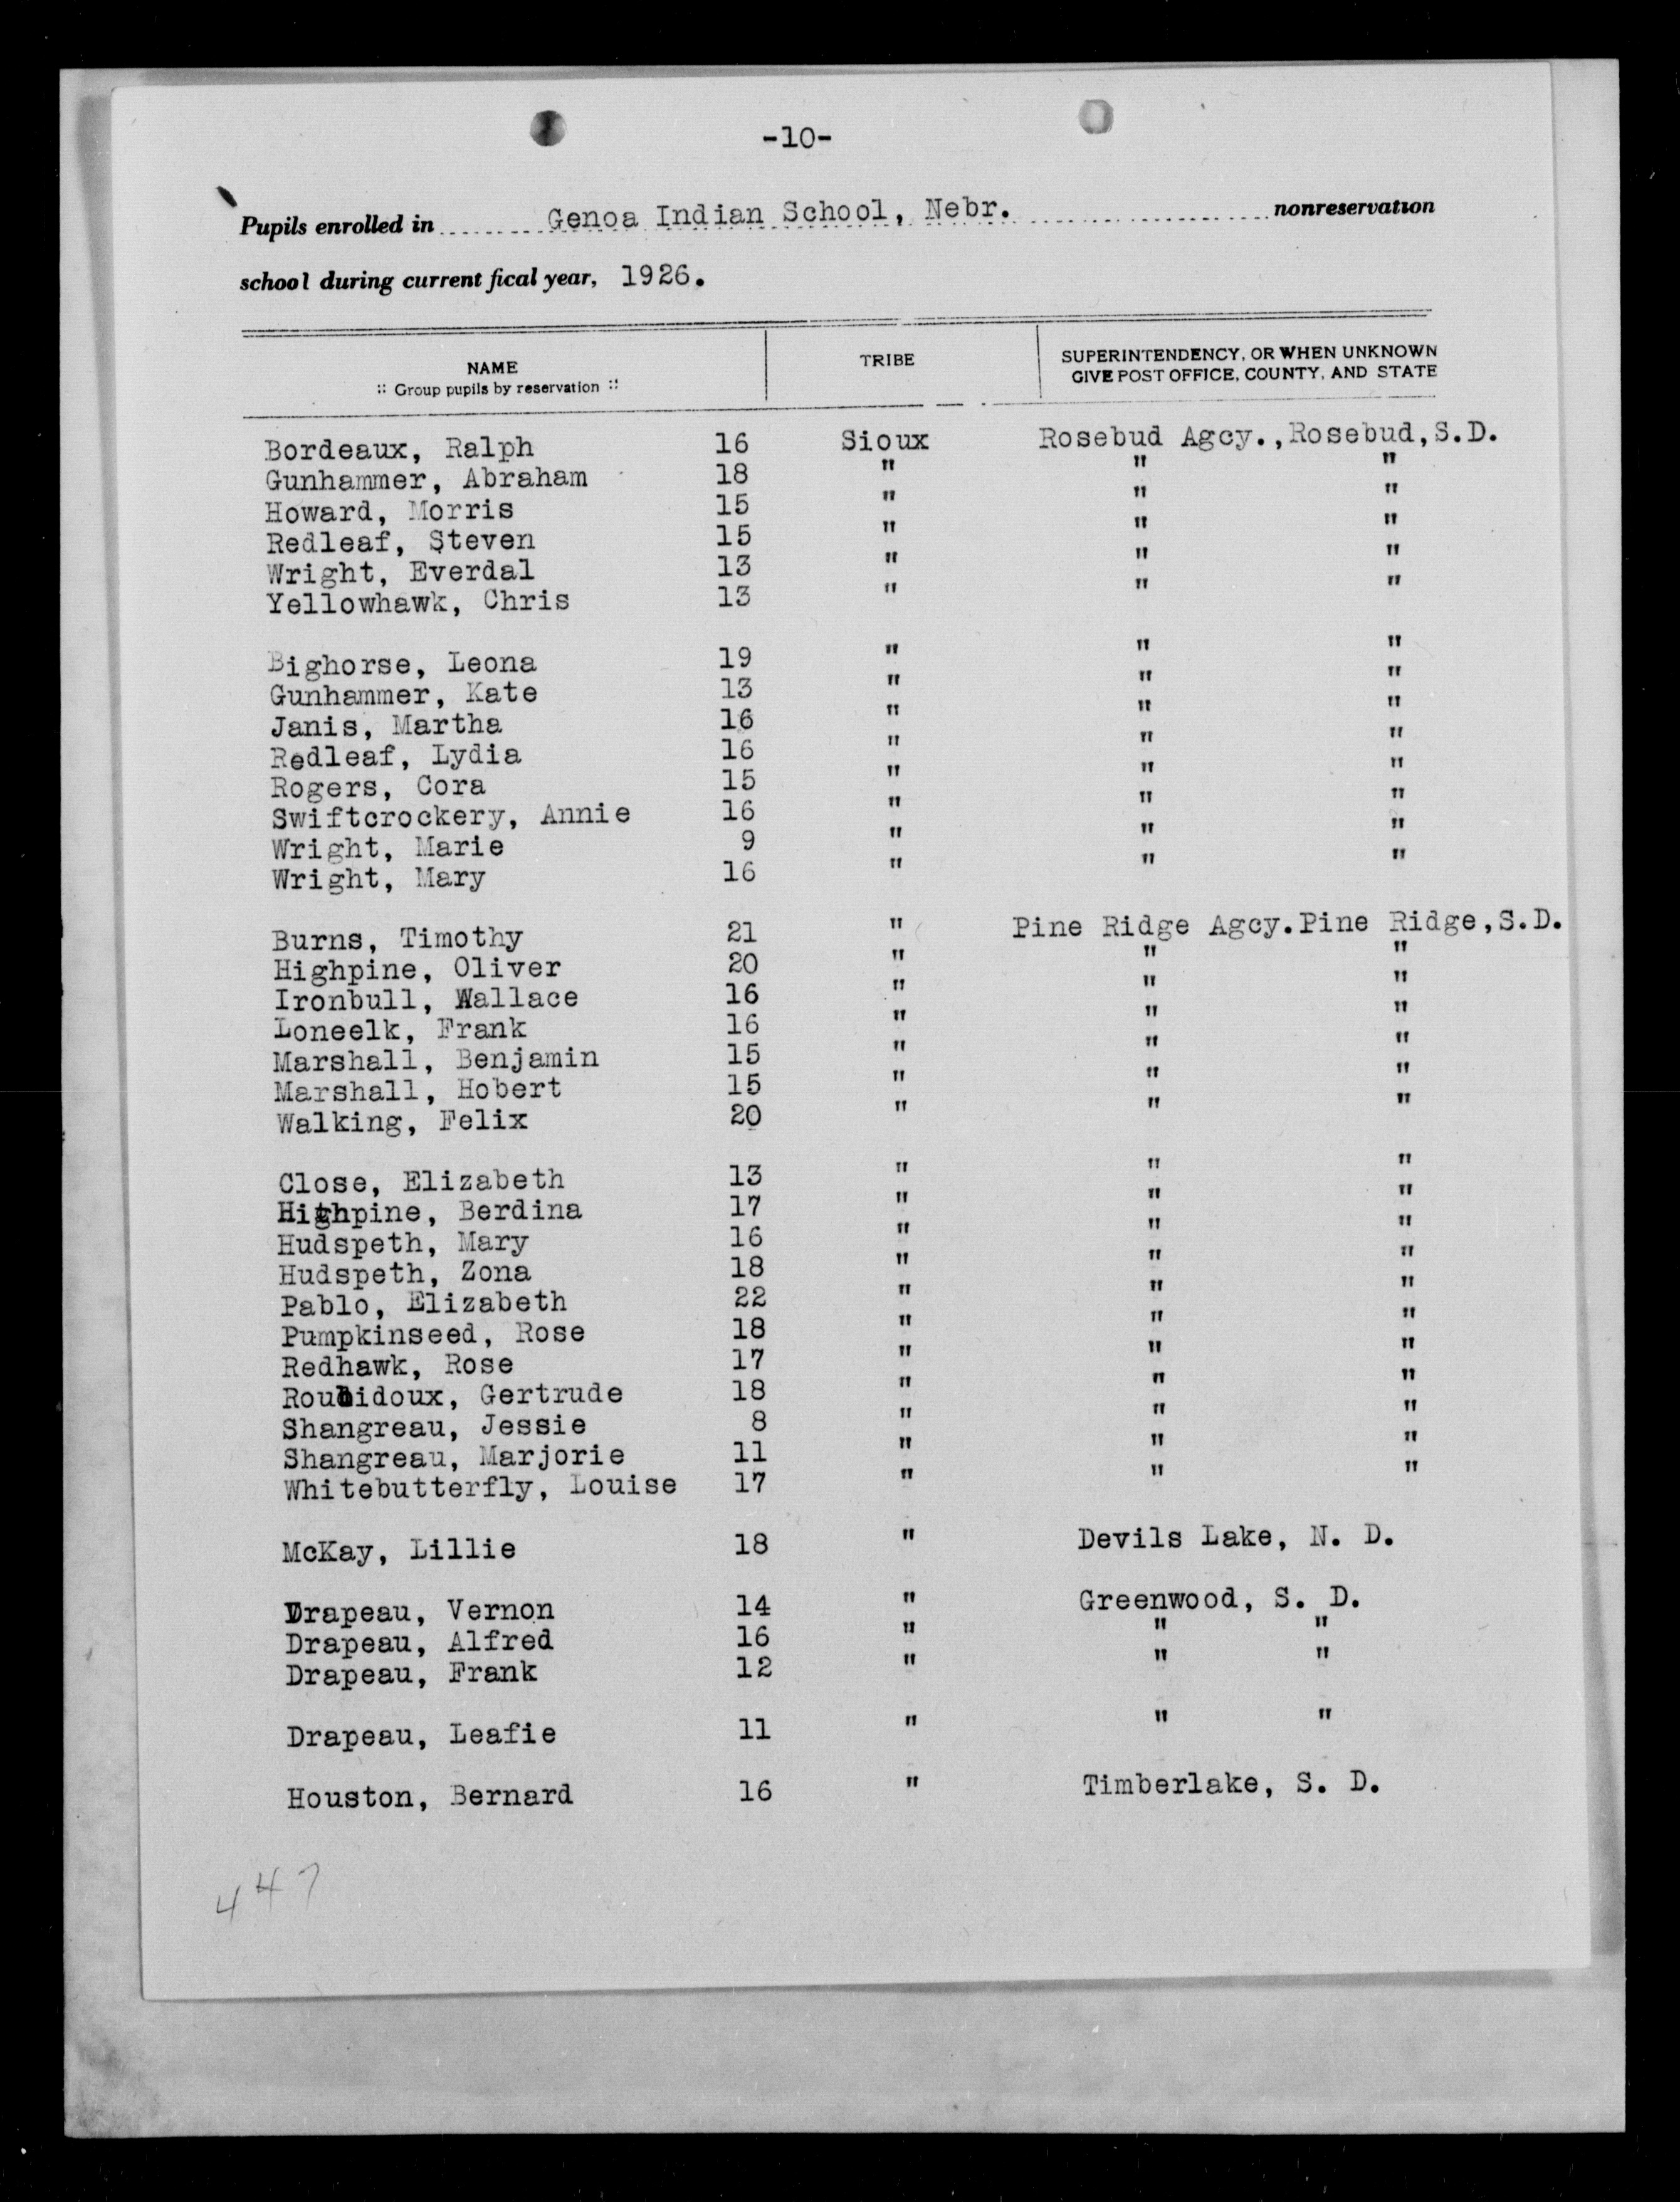 -10-
Pupils enrolled in Genoa Indian School, Nebr. nonreservation
school during current fical year, 1926.
NAME TRIBE SUPERINTENDENCY, OR WHEN UNKNOWN
:: Group pupils by reservation :: GIVE POST OFFICE, COUNTY, AND STATE
Bordeaux, Ralph 16 Sioux Rosebud Agcy., Rosebud, S.D.
Gunhammer, Abraham 18 " " "
Howard, Morris 15 " " "
Redleaf, Steven 15 " " "
Wright, Everdal 13 " " "
Yellowhawk, Chris 13 " " "
Bighorse, Leona 19 " " "
Gunhammer, Kate 13 " " "
Janis, Martha 16 " " "
Redleaf, Lydia 16 " " "
Rogers, Cora 15 " " "
Swiftcrockery, Annie 16 " " "
Wright, Marie 9 " " "
Wright, Mary 16 " " "
Burns, Timothy 21 " Pine Ridge Agcy. Pine Ridge, S.D.
Highpine, Oliver 20 " " "
Ironbull, Wallace 16 " " "
Loneelk, Frank 16 " " "
Marshall, Benjamin 15 " " "
Marshall, Hobert 15 " " "
Walking, Felix 20 " " "
Close, Elizabeth 13 " " "
Highpine, Berdina 17 " " "
Hudspeth, Mary 16 " " "
Hudspeth, Zona 18 " " "
Pablo, Elizabeth 22 " " "
Pumpkinseed, Rose 18 " " "
Redhawk, Rose 17 " " "
Roubidoux, Gertrude 18 " " "
Shangreau, Jessie 8 " " "
Shangreau, Marjorie 11 " " "
Whitebutterfly, Louise 17 " " "
McKay, Lillie 18 " Devils Lake, N. D.
Drapeau, Vernon 14 " Greenwood, S. D.
Drapeau, Alfred 16 " " "
Drapeau, Frank 12 " " "
Drapeau, Leafie 11 " " "
Houston, Bernard 16 " Timberlake, S. D.
447